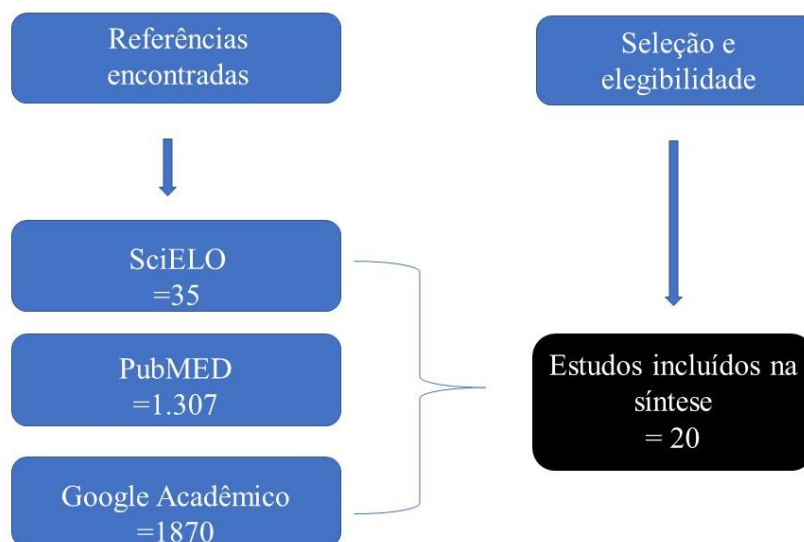 Referências
encontradas
SciELO
=35
PubMED
=1.307
Google Acadêmico
=1870
Seleção e
elegibilidade
Estudos incluídos na
síntese
= 20